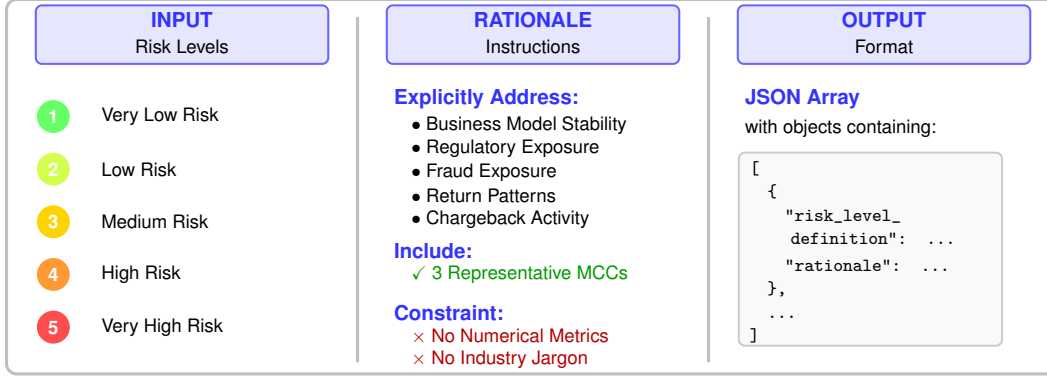 INPUT
Risk Levels
1 Very Low Risk
2 Low Risk
3 Medium Risk
4 High Risk
5 Very High Risk
RATIONALE
Instructions
Explicitly Address:
• Business Model Stability
• Regulatory Exposure
• Fraud Exposure
• Return Patterns
• Chargeback Activity
Include:
✓ 3 Representative MCCs
Constraint:
× No Numerical Metrics
× No Industry Jargon
OUTPUT
Format
JSON Array
with objects containing:
[
{
"risk_level_
definition": ...
"rationale": ...
},
...
]